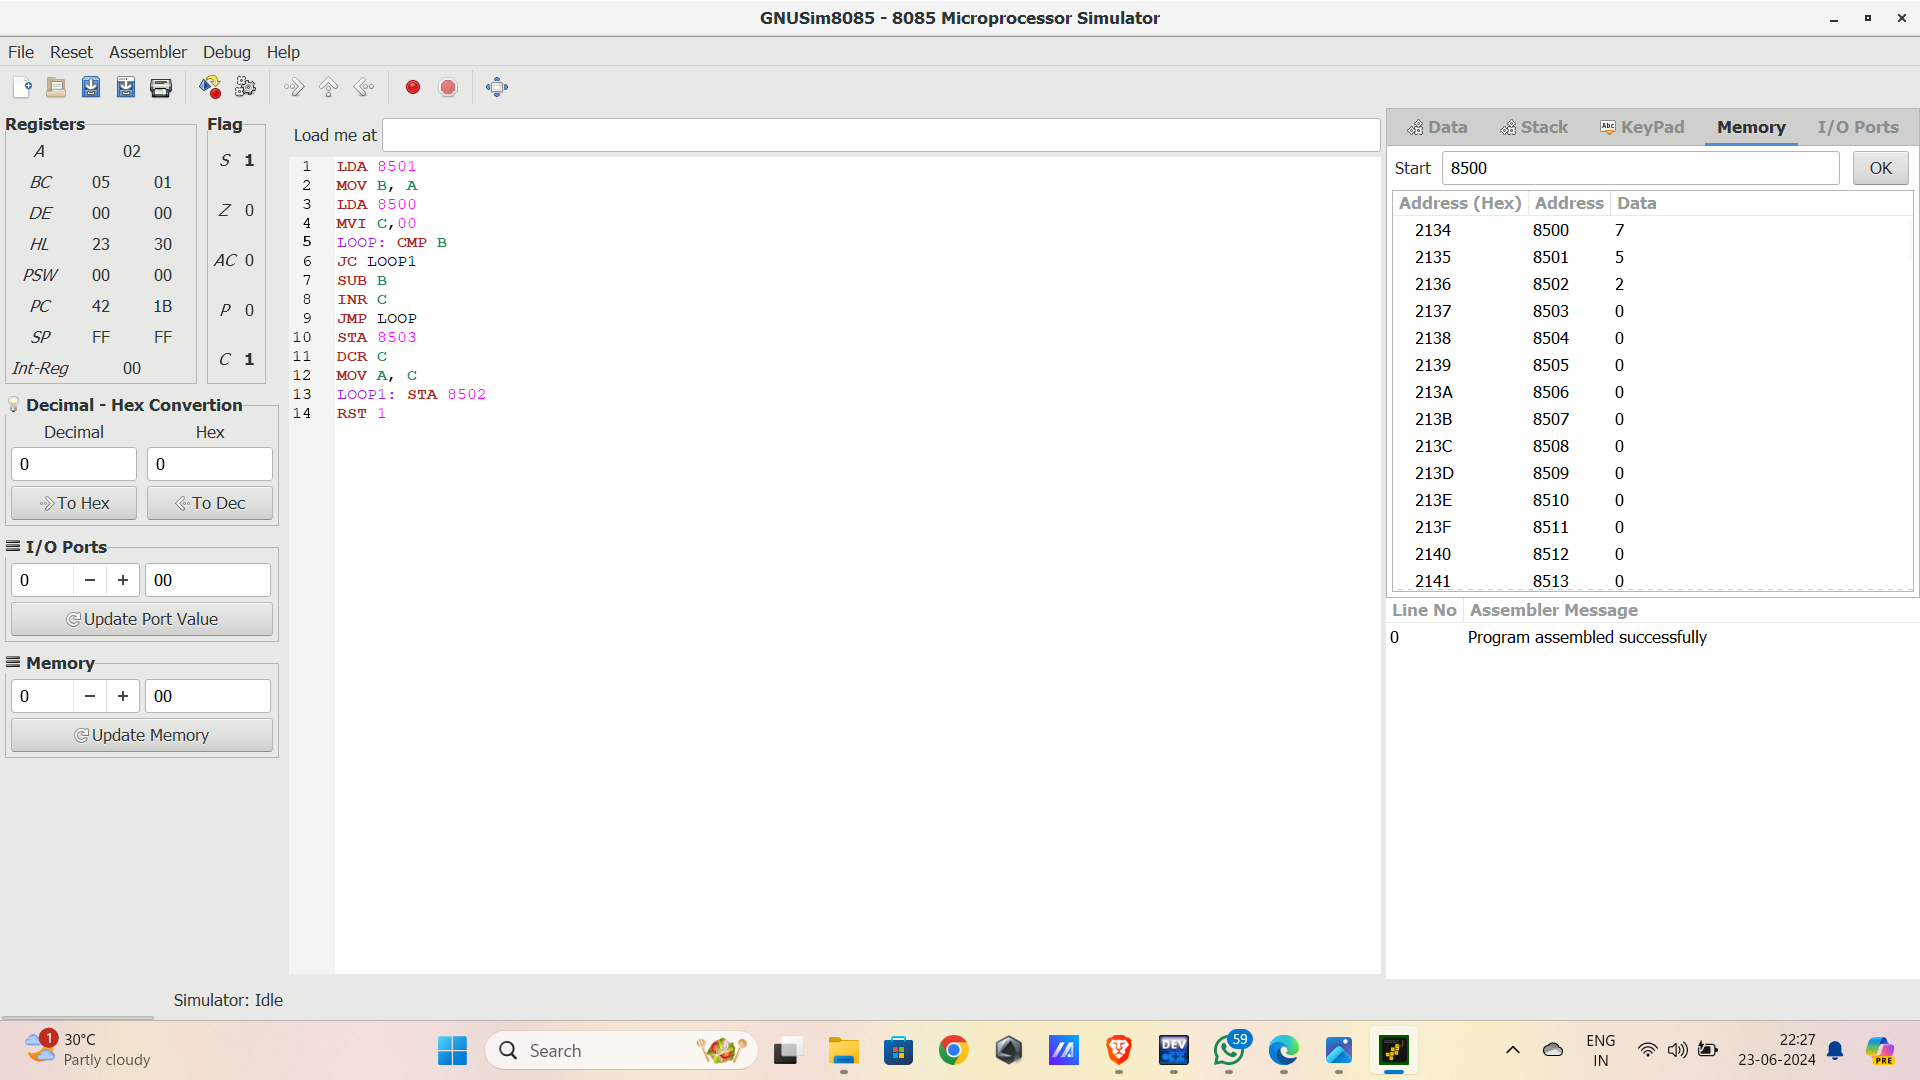 GNUSim8085 - 8085 Microprocessor Simulator
File Reset Assembler Debug Help
Registers
A 02
BC 05 01
DE 00 00
HL 23 30
PSW 00 00
PC 42 1B
SP FF FF
Int-Reg 00
Flag
S 1
Z 0
AC 0
P 0
C 1
Decimal - Hex Convertion
Decimal Hex
0 0
To Hex To Dec
I/O Ports
0 − + 00
Update Port Value
Memory
0 − + 00
Update Memory
Load me at
1 LDA 8501
2 MOV B, A
3 LDA 8500
4 MVI C,00
5 LOOP: CMP B
6 JC LOOP1
7 SUB B
8 INR C
9 JMP LOOP
10 STA 8503
11 DCR C
12 MOV A, C
13 LOOP1: STA 8502
14 RST 1
Data Stack Abc KeyPad Memory I/O Ports
Start 8500 OK
Address (Hex) Address Data
2134 8500 7
2135 8501 5
2136 8502 2
2137 8503 0
2138 8504 0
2139 8505 0
213A 8506 0
213B 8507 0
213C 8508 0
213D 8509 0
213E 8510 0
213F 8511 0
2140 8512 0
2141 8513 0
Line No Assembler Message
0 Program assembled successfully
Simulator: Idle
1 30°C
Partly cloudy
Search
DEV
59
ENG
IN
22:27
23-06-2024
PRE